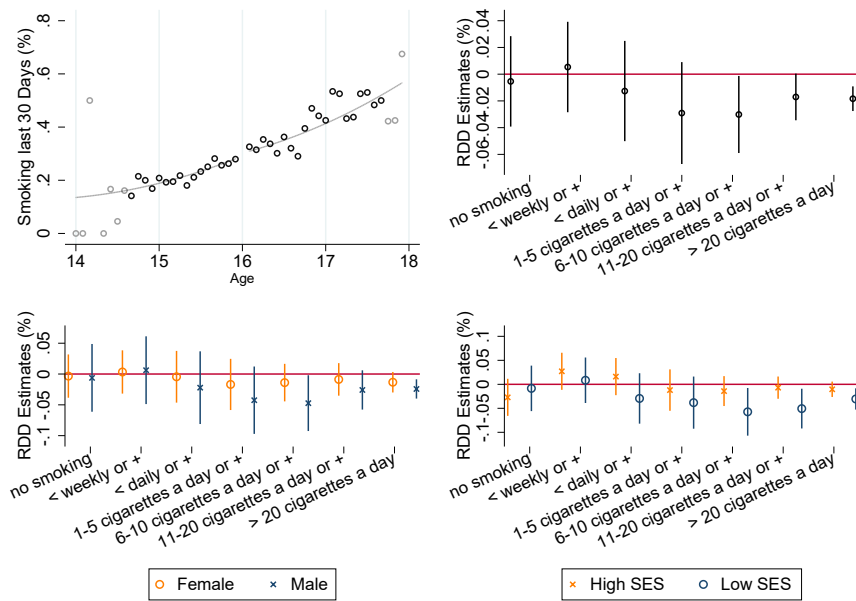 Smoking last 30 Days (%)
.8
.6
.4
.2
0
14
15
16
17
18
Age
RDD Estimates (%)
.04
.02
0
-.02
-.04
-.06
no smoking
< weekly or +
< daily or +
1-5 cigarettes a day or +
6-10 cigarettes a day or +
11-20 cigarettes a day or +
> 20 cigarettes a day
RDD Estimates (%)
.05
0
-.05
-.1
no smoking
< weekly or +
< daily or +
1-5 cigarettes a day or +
6-10 cigarettes a day or +
11-20 cigarettes a day or +
> 20 cigarettes a day
Female Male
RDD Estimates (%)
.1
.05
0
-.05
-.1
no smoking
< weekly or +
< daily or +
1-5 cigarettes a day or +
6-10 cigarettes a day or +
11-20 cigarettes a day or +
> 20 cigarettes a day
High SES Low SES